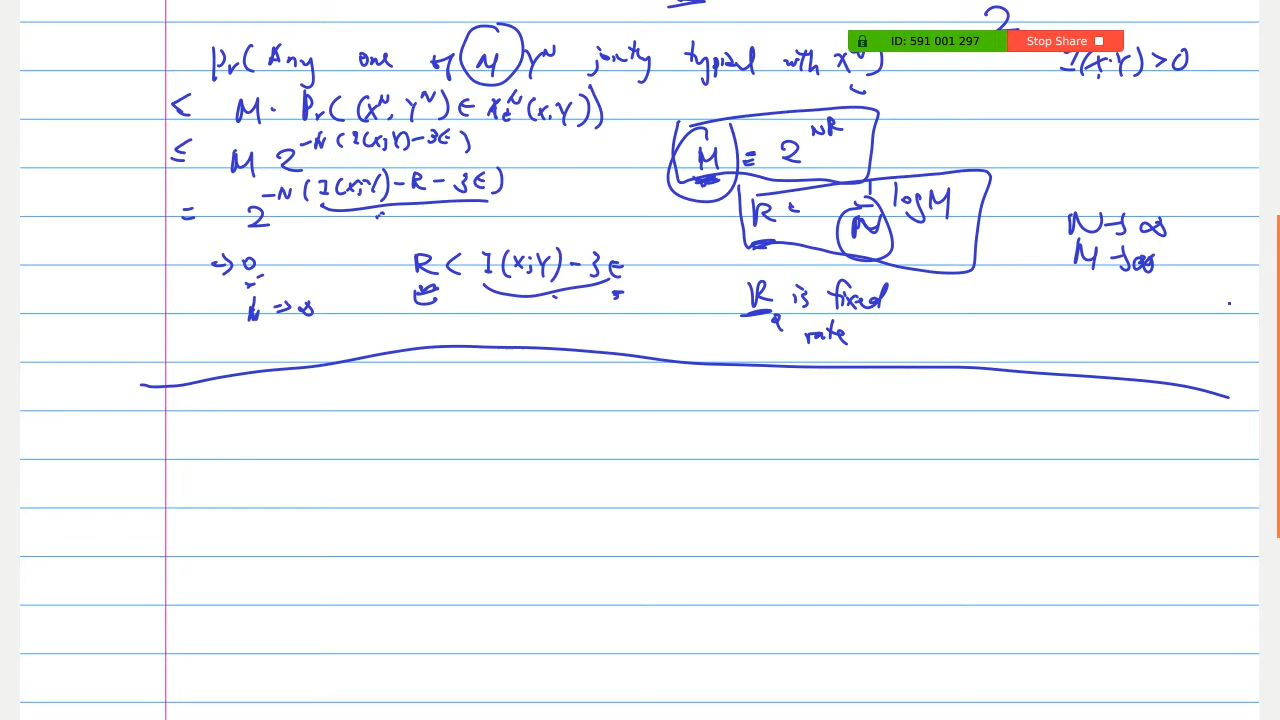 ID: 591 001 297 Stop Share
Pr( Any one of M Y^N jointly typical with X^N ) I(X;Y) > 0
≤ M · Pr( (X^N, Y^N) ∈ A_ε^N (X,Y) )
≤ M 2^{-N(I(X;Y)-3ε)} M = 2^{NR}
= 2^{-N(I(X;Y)-R-3ε)} R = 1/N log M N → ∞
→ 0 R < I(X;Y) - 3ε M → ∞
N → ∞ R is fixed
rate